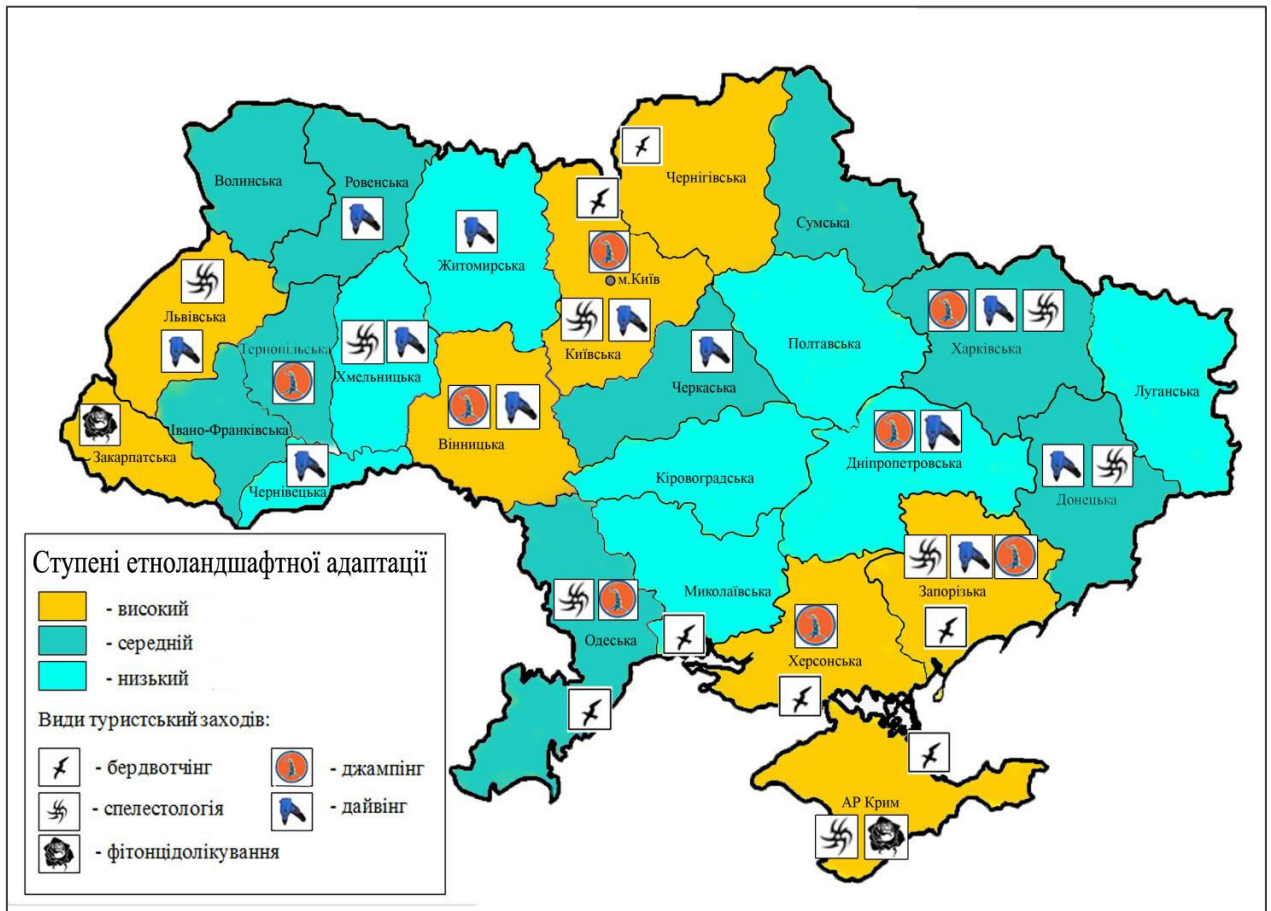 Чернігівська
Волинська
Ровенська
Сумська
Житомирська
м.Київ
Львівська
Тернопільська
Київська
Полтавська
Харківська
Хмельницька
Черкаська
Луганська
Івано-Франківська
Вінницька
Закарпатська
Дніпропетровська
Кіровоградська
Чернівецька
Донецька
Миколаївська
Запорізька
Одеська
Херсонська
АР Крим
Ступені етноландшафтної адаптації
- високий
- середній
- низький
Види туристський заходів:
- бердвотчінг
- джампінг
- спелестологія
- дайвінг
- фітонцідолікування